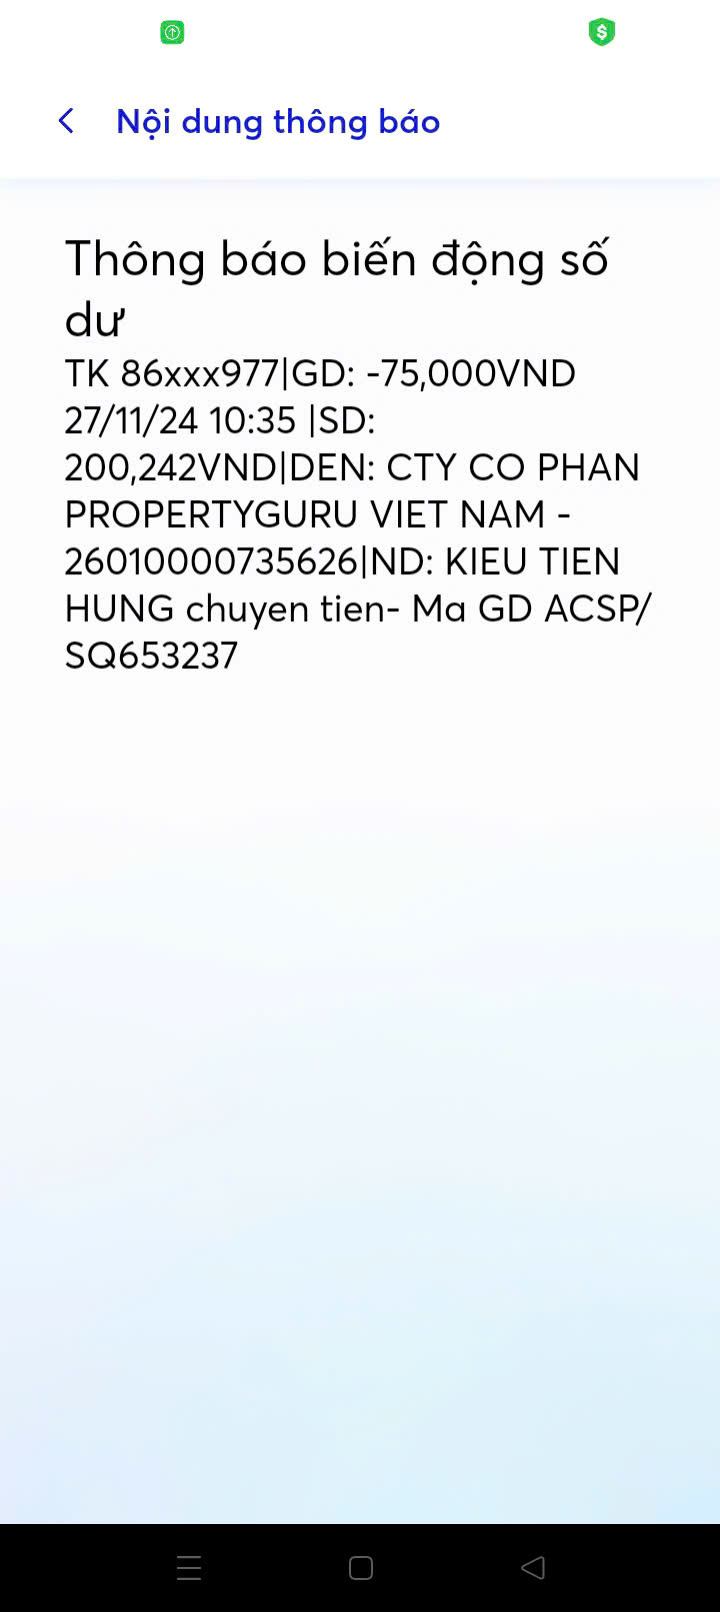 Nội dung thông báo
Thông báo biến động số
dư
TK 86xxx977|GD: -75,000VND
27/11/24 10:35 |SD:
200,242VND|DEN: CTY CO PHAN
PROPERTYGURU VIET NAM -
26010000735626|ND: KIEU TIEN
HUNG chuyen tien- Ma GD ACSP/
SQ653237